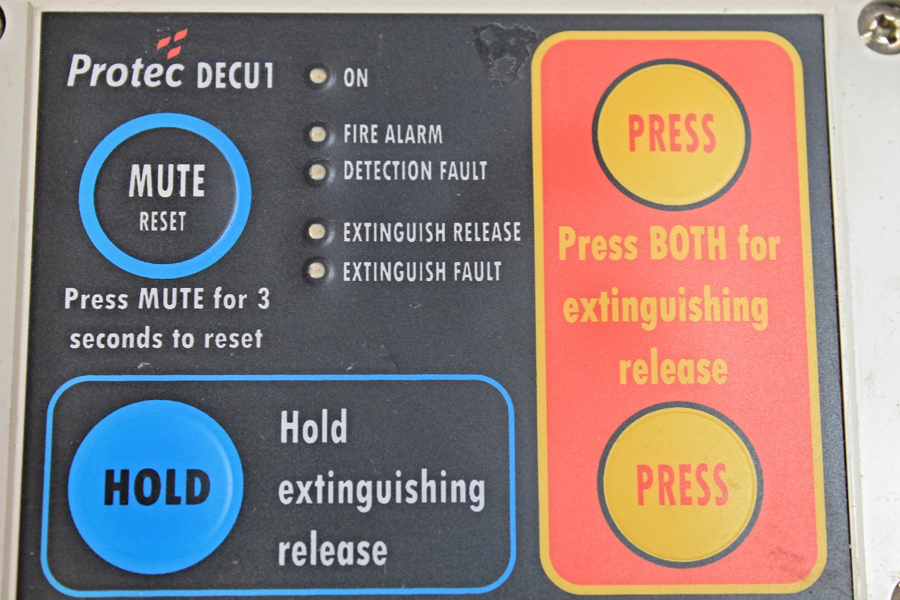 Protec DECU1
ON
FIRE ALARM
DETECTION FAULT
EXTINGUISH RELEASE
EXTINGUISH FAULT
MUTE
RESET
Press MUTE for 3
seconds to reset
HOLD
Hold
extinguishing
release
PRESS
Press BOTH for
extinguishing
release
PRESS